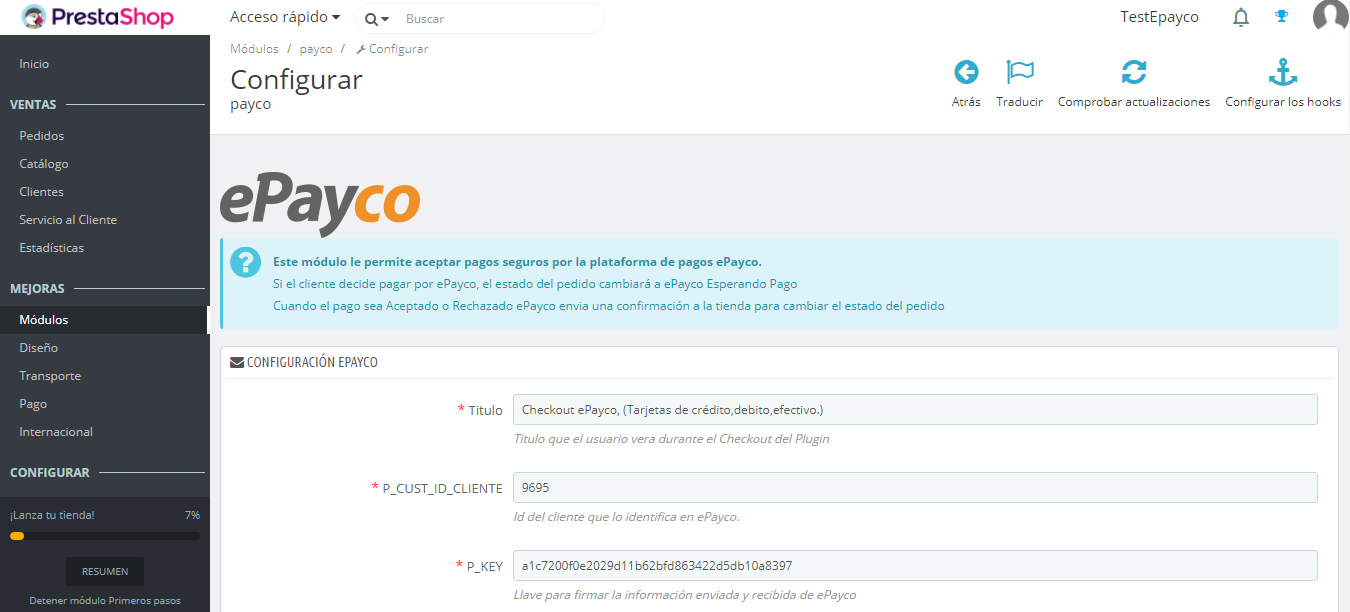 PrestaShop
Acceso rápido
Buscar
TestEpayco
Módulos / payco / Configurar
Configurar
payco
Atrás
Traducir
Comprobar actualizaciones
Configurar los hooks
Inicio
VENTAS
Pedidos
Catálogo
Clientes
Servicio al Cliente
Estadísticas
MEJORAS
Módulos
Diseño
Transporte
Pago
Internacional
CONFIGURAR
¡Lanza tu tienda! 7%
RESUMEN
Detener módulo Primeros pasos
ePayco
? Este módulo le permite aceptar pagos seguros por la plataforma de pagos ePayco.
Si el cliente decide pagar por ePayco, el estado del pedido cambiará a ePayco Esperando Pago
Cuando el pago sea Aceptado o Rechazado ePayco envia una confirmación a la tienda para cambiar el estado del pedido
CONFIGURACIÓN EPAYCO
* Titulo Checkout ePayco, (Tarjetas de crédito,debito,efectivo.)
Titulo que el usuario vera durante el Checkout del Plugin
* P_CUST_ID_CLIENTE 9695
Id del cliente que lo identifica en ePayco.
* P_KEY a1c7200f0e2029d11b62bfd863422d5db10a8397
Llave para firmar la información enviada y recibida de ePayco